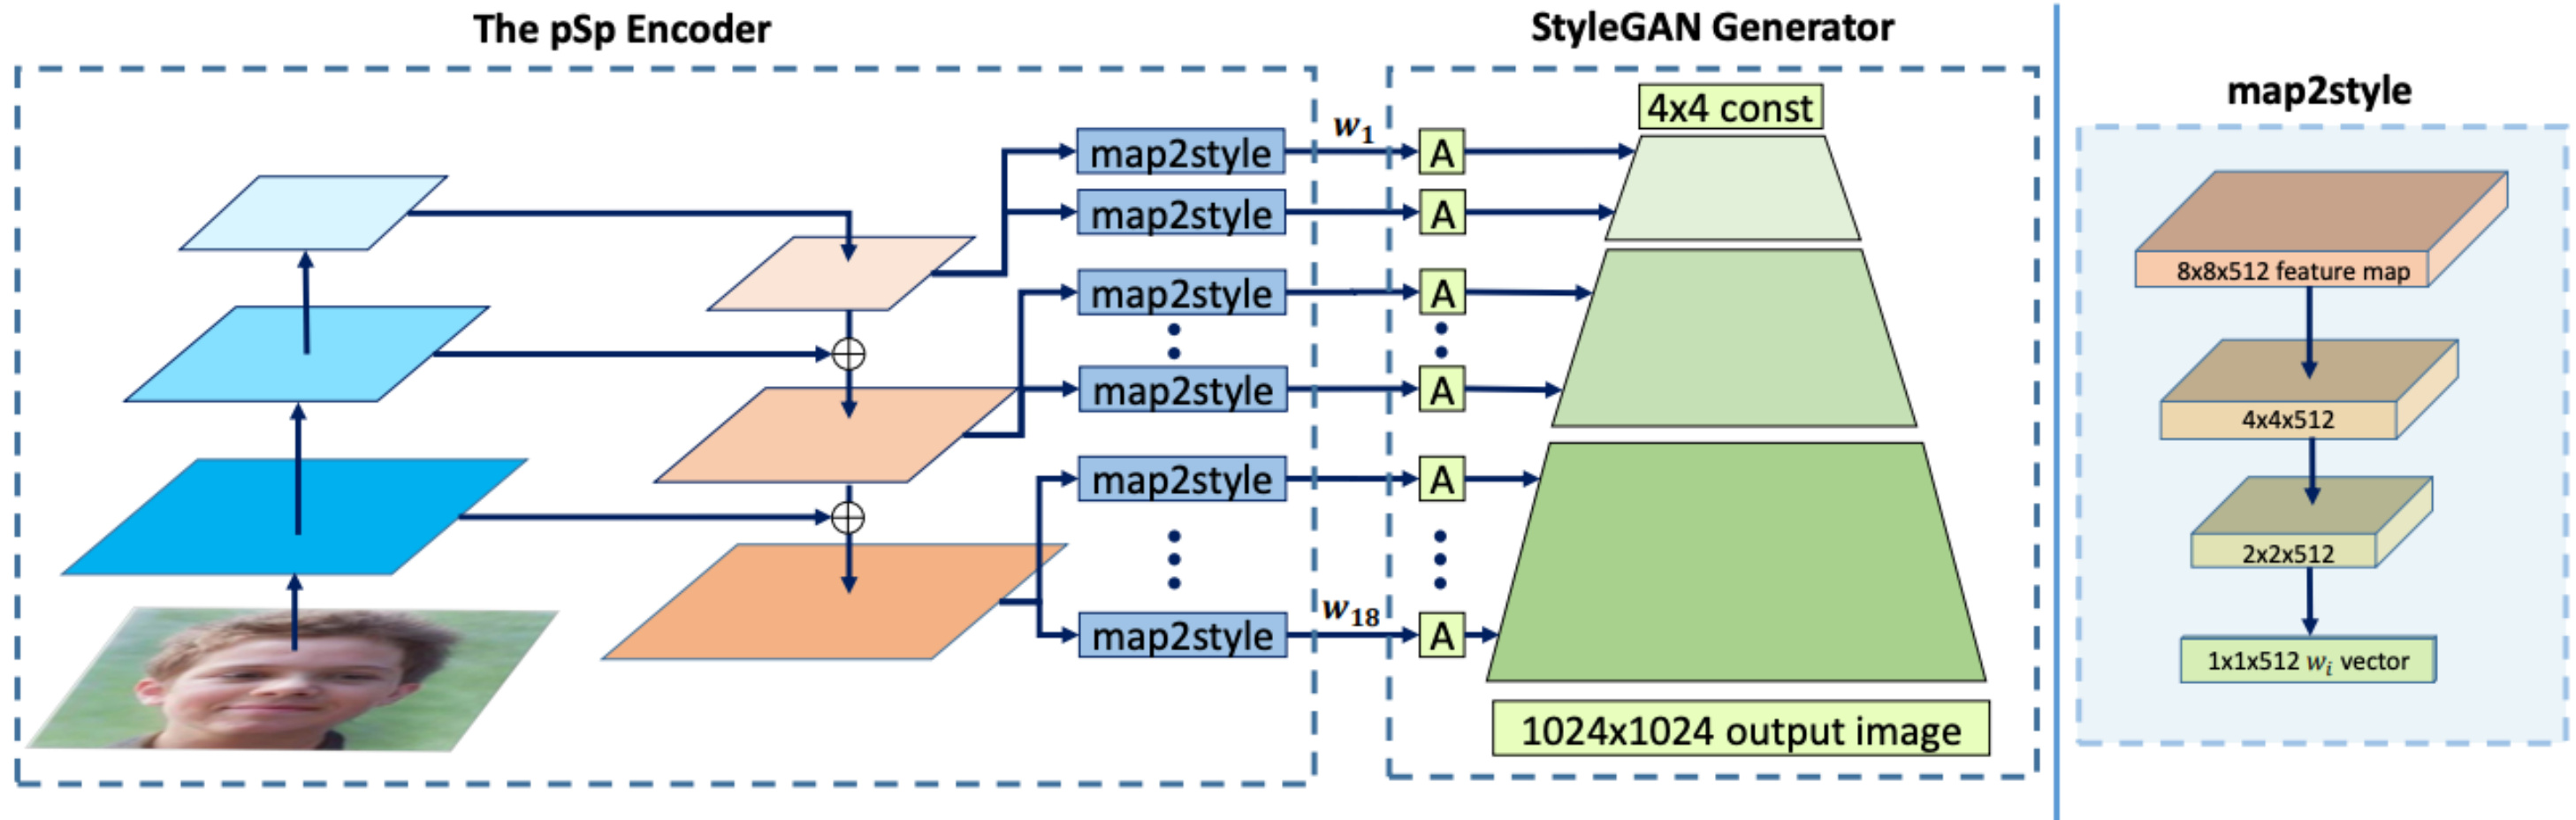 The pSp Encoder
StyleGAN Generator
map2style
4x4 const
map2style
w₁
A
map2style
A
map2style
A
map2style
A
map2style
A
map2style
w₁₈
A
1024x1024 output image
8x8x512 feature map
4x4x512
2x2x512
1x1x512 wᵢ vector